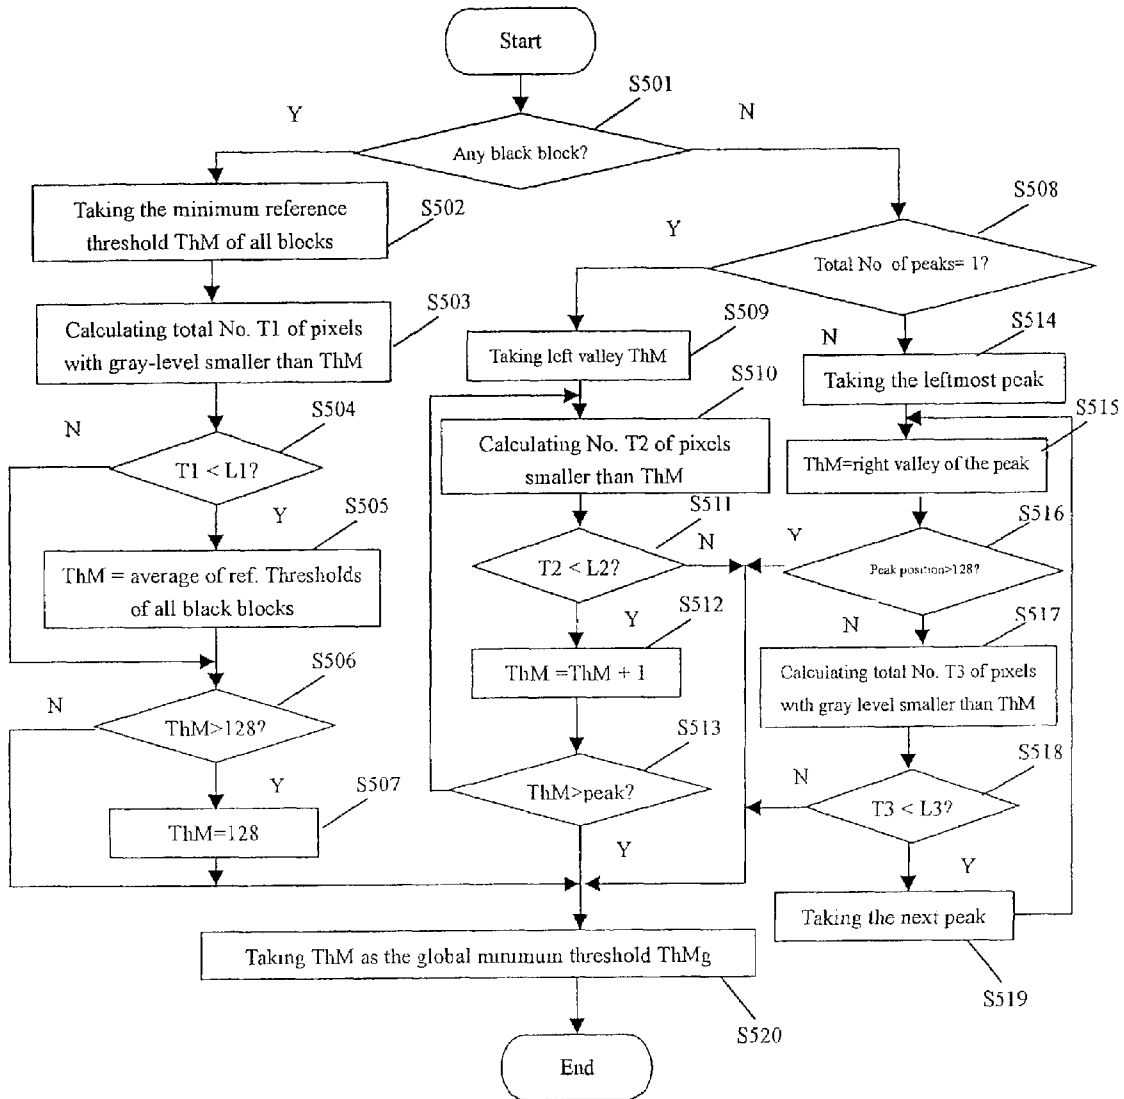 Start
S501
Y
N
Any black block?
S502
Taking the minimum reference
threshold ThM of all blocks
S508
Y
Total No of peaks= 1?
S503
Calculating total No. T1 of pixels
with gray-level smaller than ThM
S509
Taking left valley ThM
N
S514
Taking the leftmost peak
S510
Calculating No. T2 of pixels
smaller than ThM
S515
ThM=right valley of the peak
N
S504
T1 < L1?
Y
S505
ThM = average of ref. Thresholds
of all black blocks
S511
T2 < L2?
N
Y
S516
Peak position>128?
Y
S512
ThM =ThM + 1
N
S517
Calculating total No. T3 of pixels
with gray level smaller than ThM
S506
N
ThM>128?
Y
S507
ThM=128
S513
ThM>peak?
Y
N
S518
T3 < L3?
Y
Taking the next peak
S519
Taking ThM as the global minimum threshold ThMg
S520
End